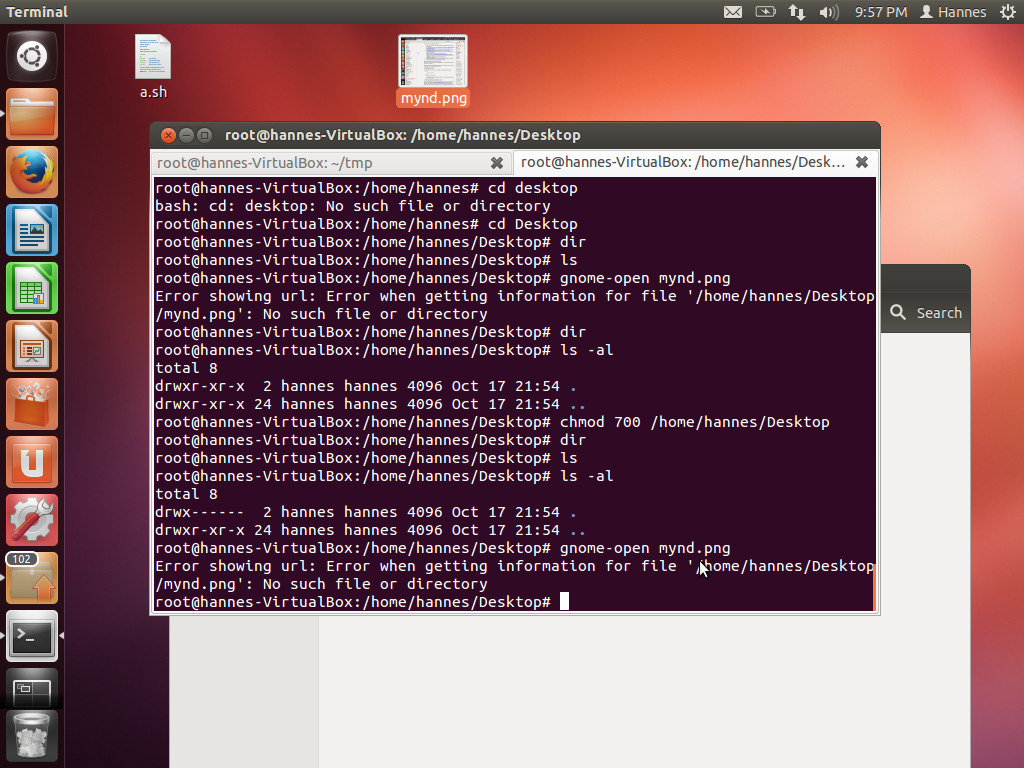 Terminal
9:57 PM
Hannes
a.sh
mynd.png
root@hannes-VirtualBox: /home/hannes/Desktop
root@hannes-VirtualBox: ~/tmp
root@hannes-VirtualBox: /home/hannes/Desk...
root@hannes-VirtualBox:/home/hannes# cd desktop
bash: cd: desktop: No such file or directory
root@hannes-VirtualBox:/home/hannes# cd Desktop
root@hannes-VirtualBox:/home/hannes/Desktop# dir
root@hannes-VirtualBox:/home/hannes/Desktop# ls
root@hannes-VirtualBox:/home/hannes/Desktop# gnome-open mynd.png
Error showing url: Error when getting information for file '/home/hannes/Desktop
/mynd.png': No such file or directory
root@hannes-VirtualBox:/home/hannes/Desktop# dir
root@hannes-VirtualBox:/home/hannes/Desktop# ls -al
total 8
drwxr-xr-x  2 hannes hannes 4096 Oct 17 21:54 .
drwxr-xr-x 24 hannes hannes 4096 Oct 17 21:54 ..
root@hannes-VirtualBox:/home/hannes/Desktop# chmod 700 /home/hannes/Desktop
root@hannes-VirtualBox:/home/hannes/Desktop# dir
root@hannes-VirtualBox:/home/hannes/Desktop# ls
root@hannes-VirtualBox:/home/hannes/Desktop# ls -al
total 8
drwx------  2 hannes hannes 4096 Oct 17 21:54 .
drwxr-xr-x 24 hannes hannes 4096 Oct 17 21:54 ..
root@hannes-VirtualBox:/home/hannes/Desktop# gnome-open mynd.png
Error showing url: Error when getting information for file '/home/hannes/Desktop
/mynd.png': No such file or directory
root@hannes-VirtualBox:/home/hannes/Desktop#
Search
102